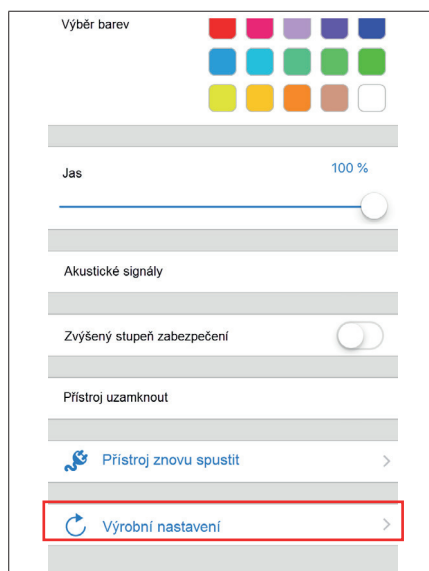 Výběr barev
Jas
100 %
Akustické signály
Zvýšený stupeň zabezpečení
Přístroj uzamknout
Přístroj znovu spustit
Výrobní nastavení